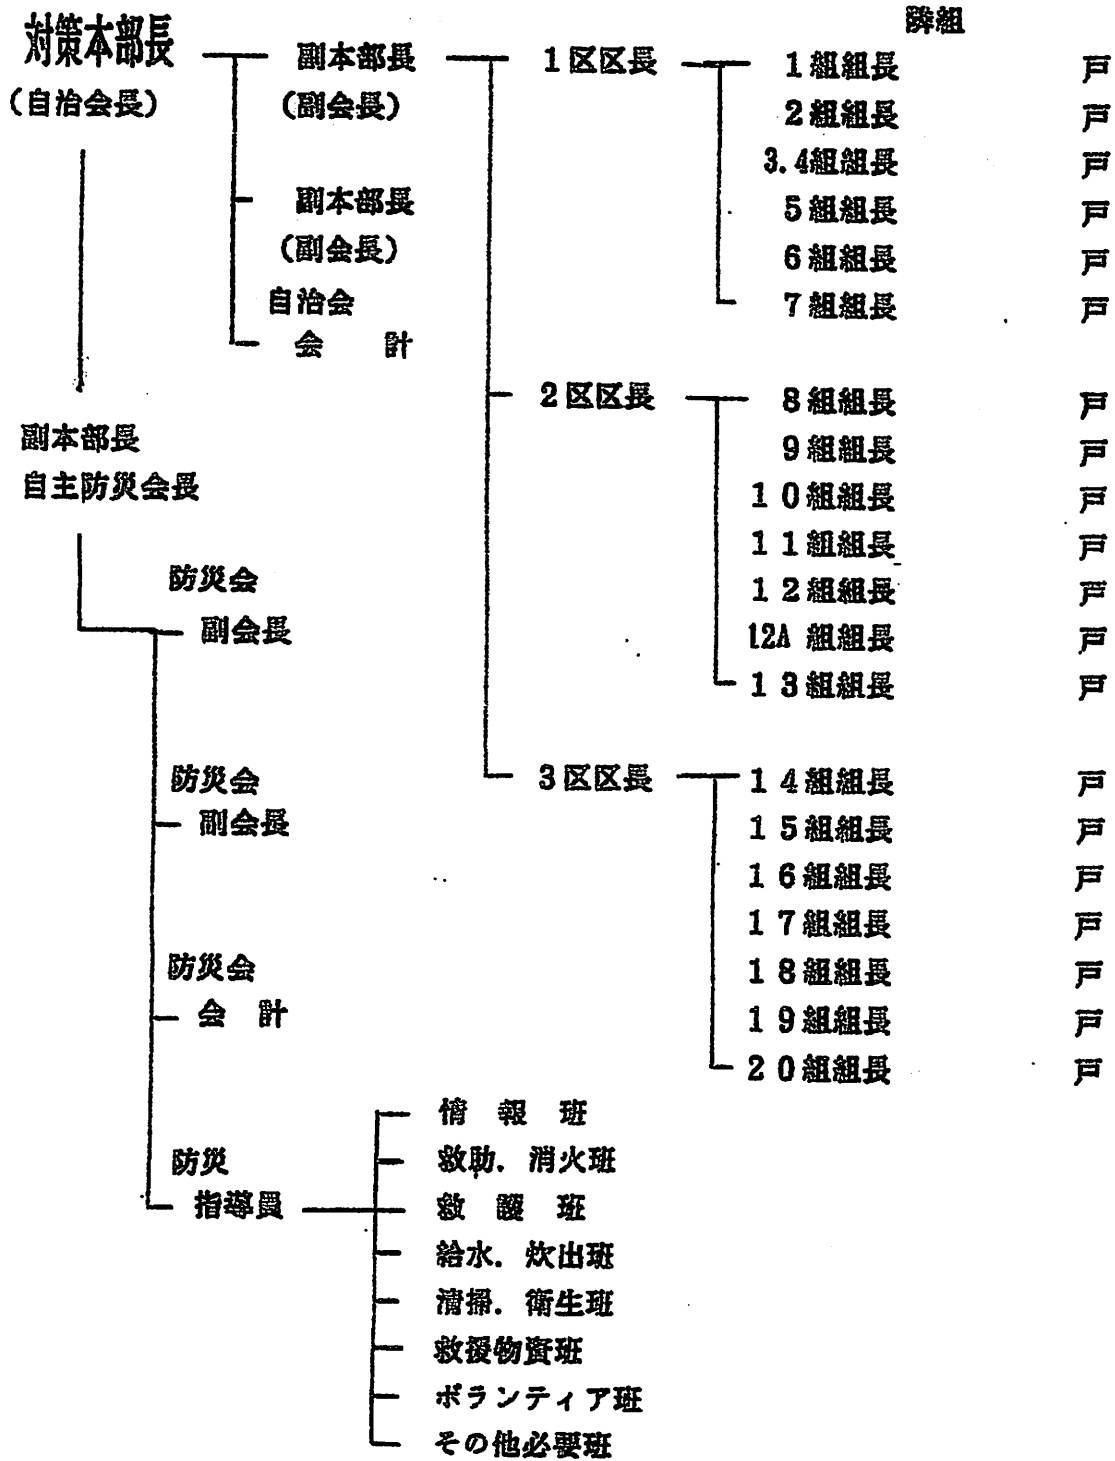 隣組
対策本部長
(自治会長)
副本部長
(副会長)
副本部長
(副会長)
自治会
会 計
1区区長
1組組長 戸
2組組長 戸
3.4組組長 戸
5組組長 戸
6組組長 戸
7組組長 戸
2区区長
8組組長 戸
9組組長 戸
10組組長 戸
11組組長 戸
12組組長 戸
12A 組組長 戸
13組組長 戸
3区区長
14組組長 戸
15組組長 戸
16組組長 戸
17組組長 戸
18組組長 戸
19組組長 戸
20組組長 戸
副本部長
自主防災会長
防災会
副会長
防災会
副会長
防災会
会 計
防災
指導員
情 報 班
救助. 消火班
救 護 班
給水. 炊出班
清掃. 衛生班
救援物資班
ボランティア班
その他必要班